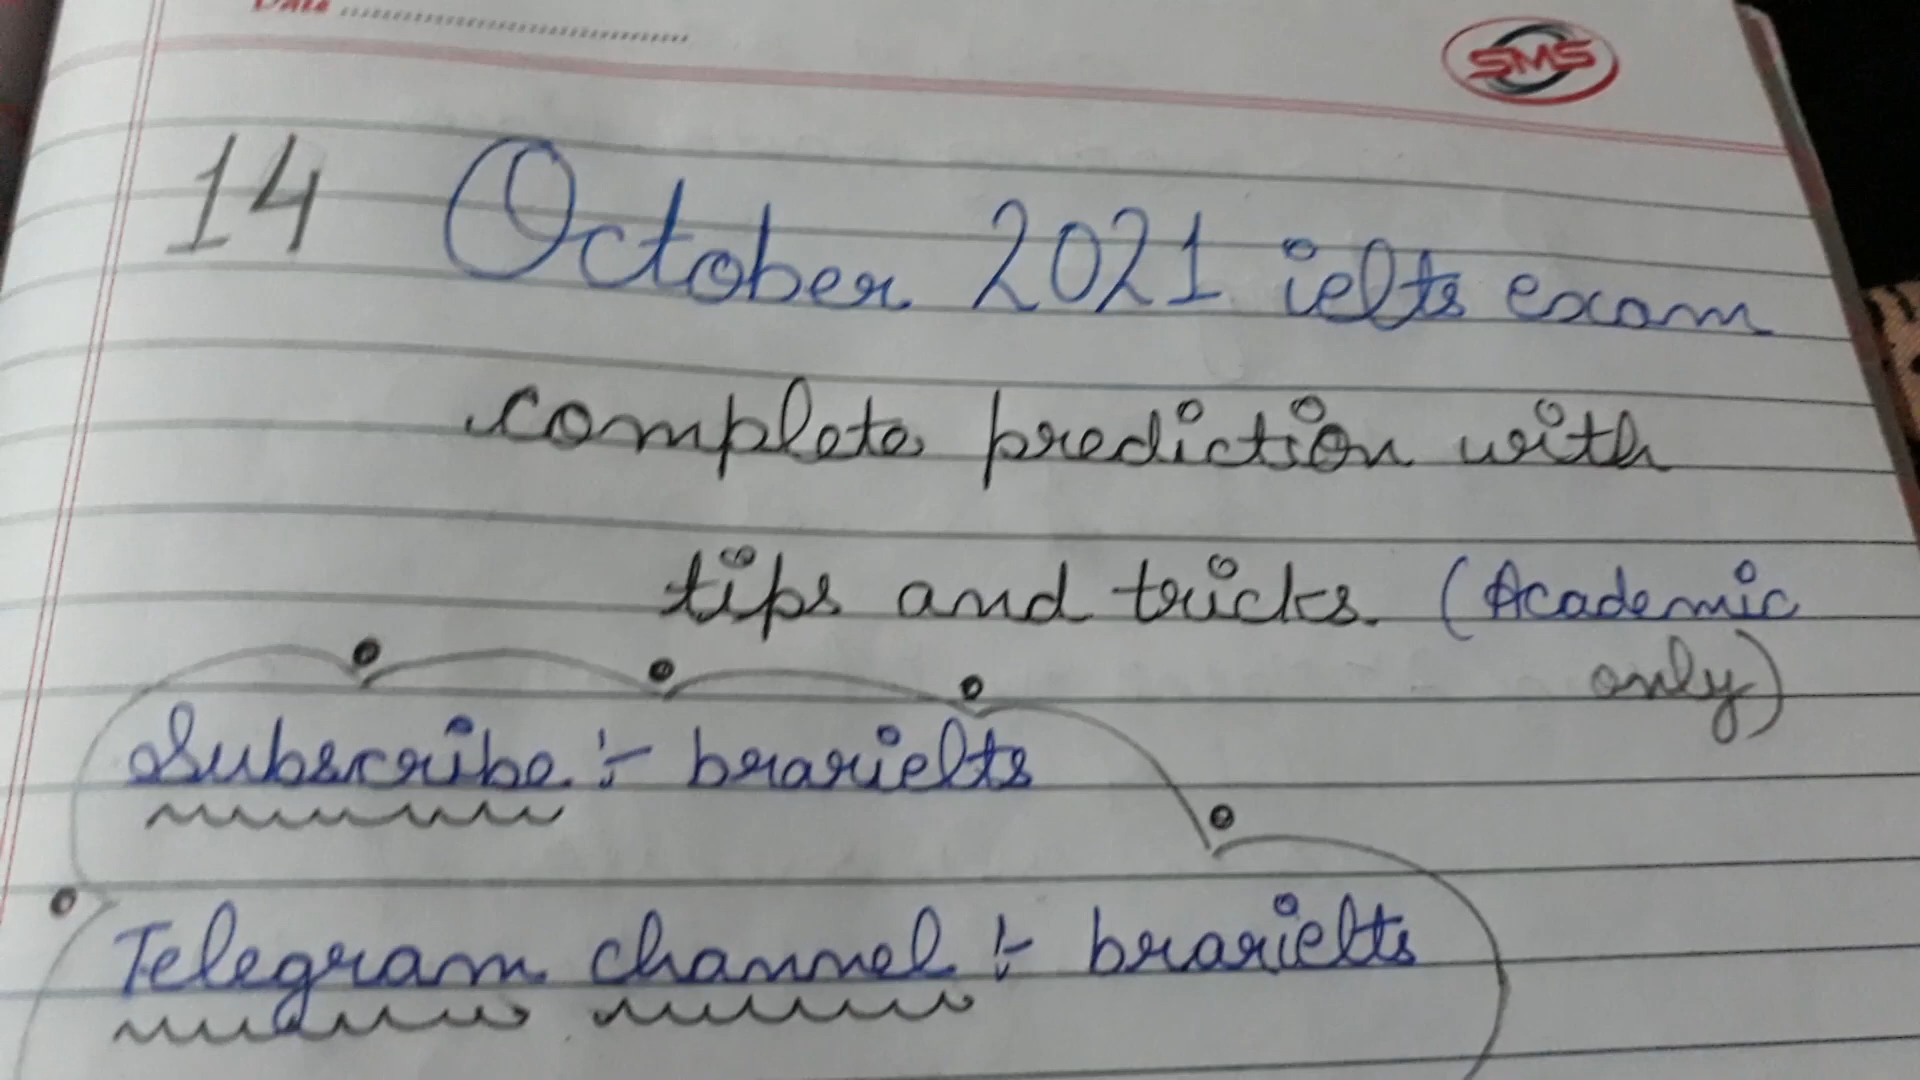 Date
SMS
14 October 2021 ielts exam
complete prediction with
tips and tricks. (Academic
only)
Subscribe :- brarielts
Telegram channel :- brarielts